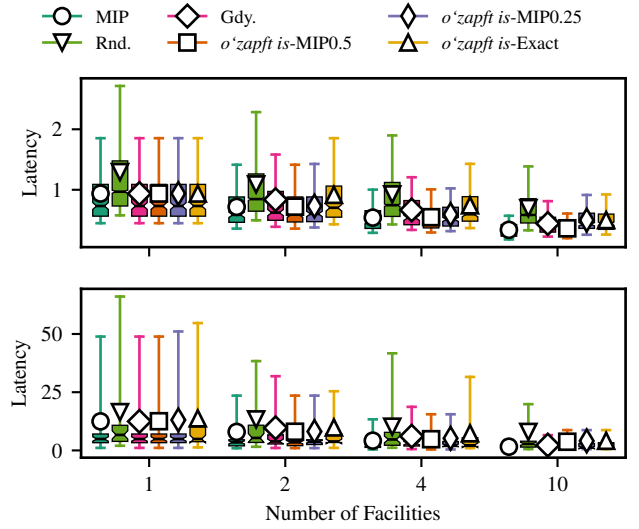 MIP Gdy. o‘zapft is-MIP0.25
Rnd. o‘zapft is-MIP0.5 o‘zapft is-Exact
Latency
2
1
Latency
50
25
0
1 2 4 10
Number of Facilities